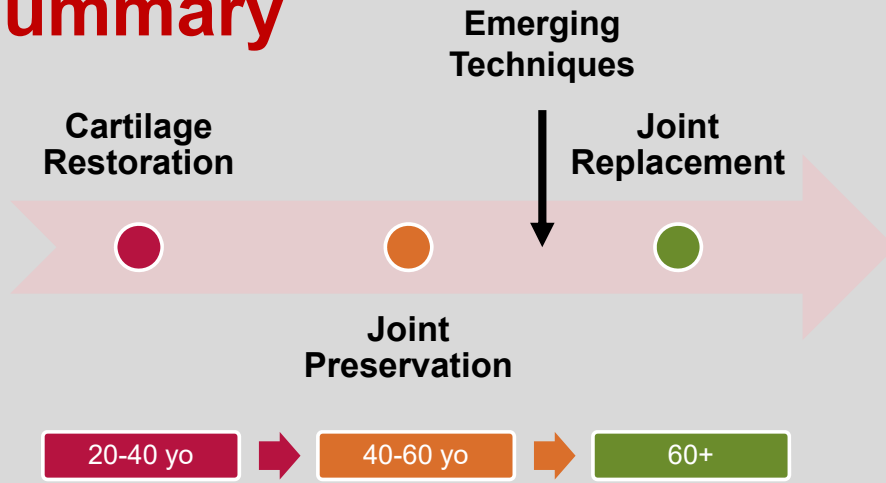 ummary
Emerging
Techniques
Cartilage
Restoration
Joint
Replacement
Joint
Preservation
20-40 yo
40-60 yo
60+